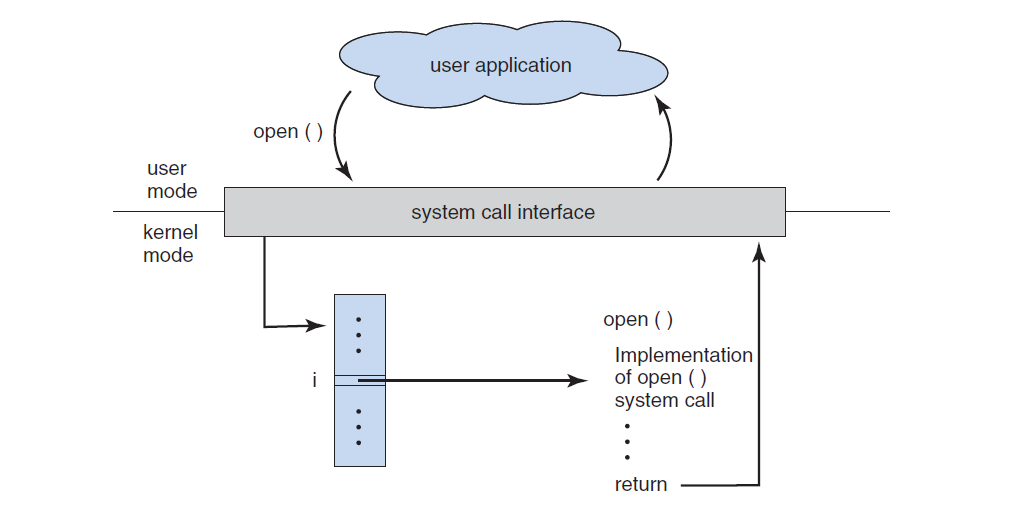 user application
open ( )
user
mode
system call interface
kernel
mode
open ( )
i
Implementation
of open ( )
system call
return